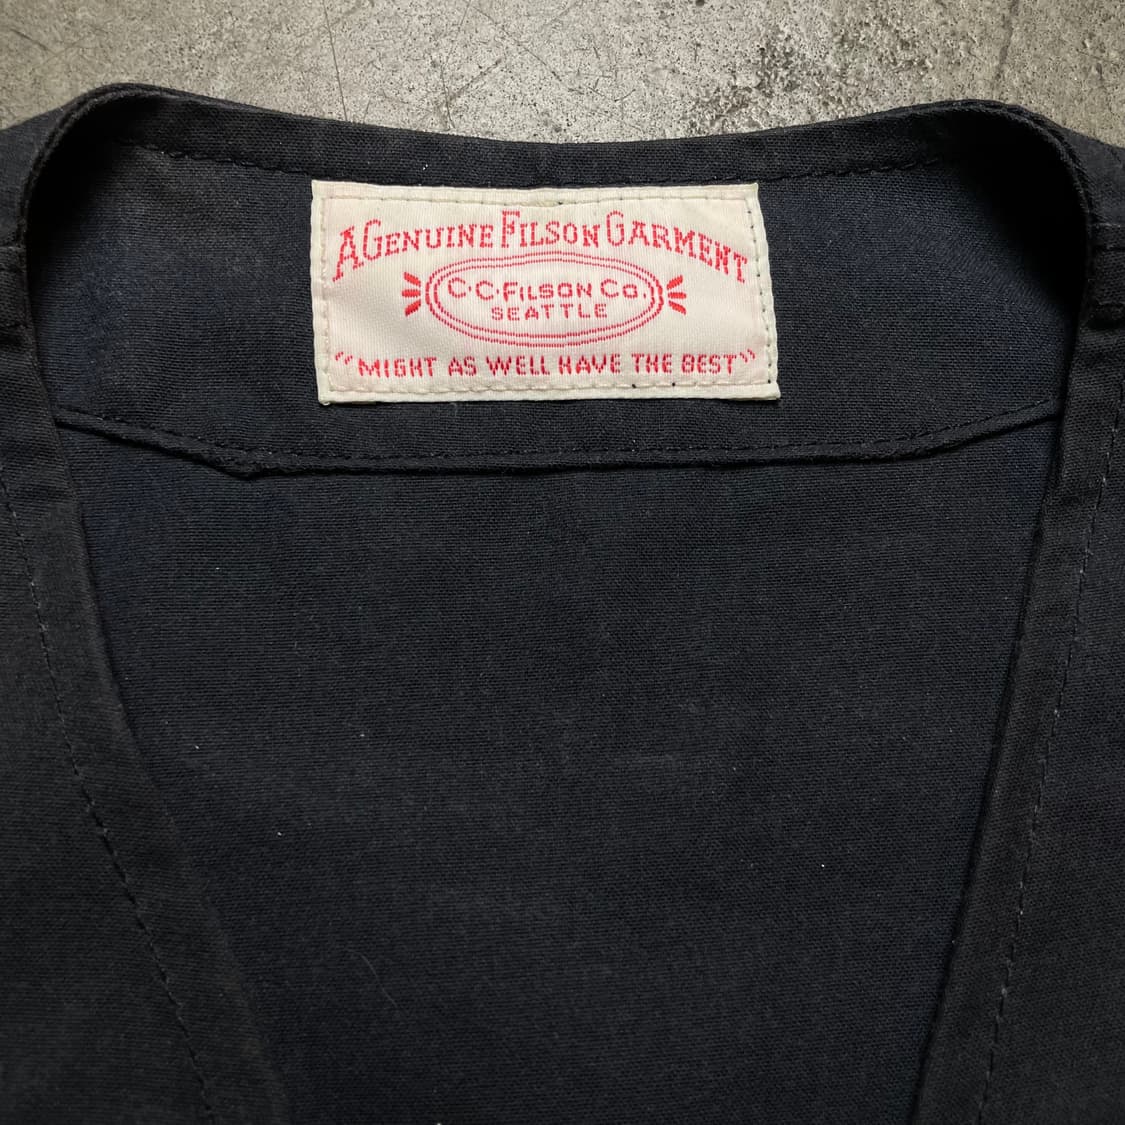 A GENUINE FILSON GARMENT
C.C. FILSON CO.
SEATTLE
"MIGHT AS WELL HAVE THE BEST"